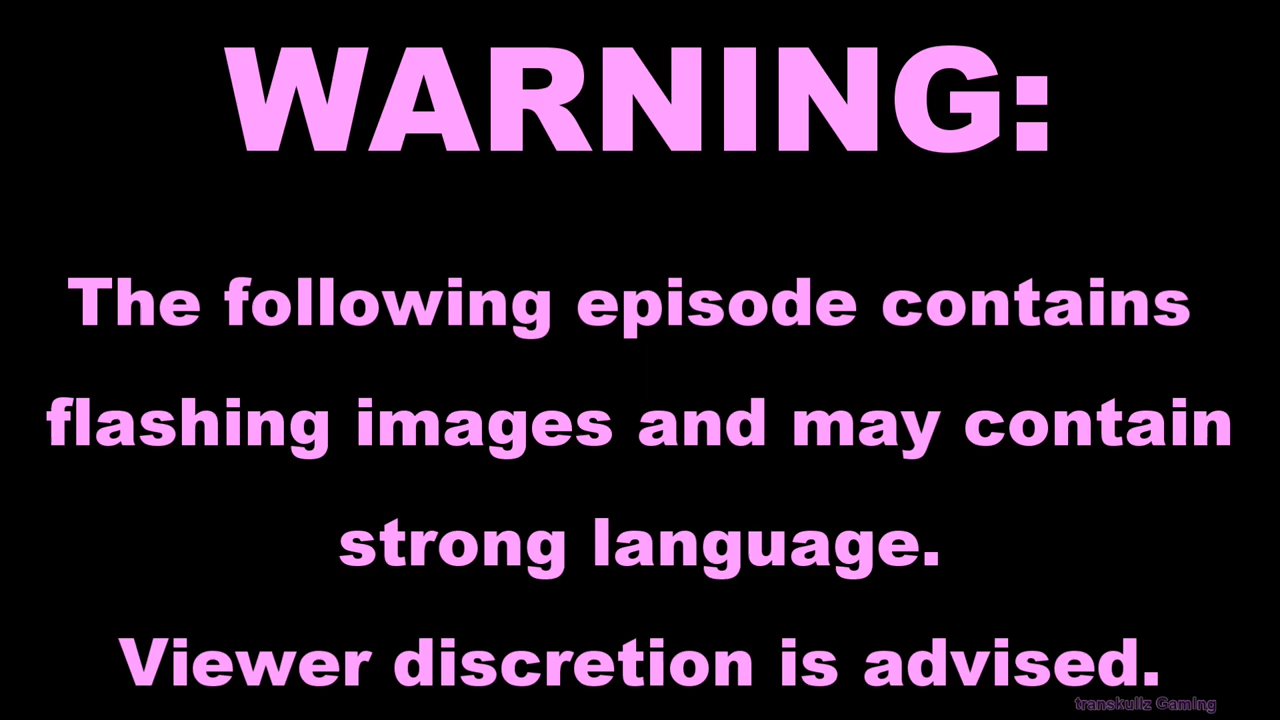 WARNING:
The following episode contains
flashing images and may contain
strong language.
Viewer discretion is advised.
transkullz Gaming